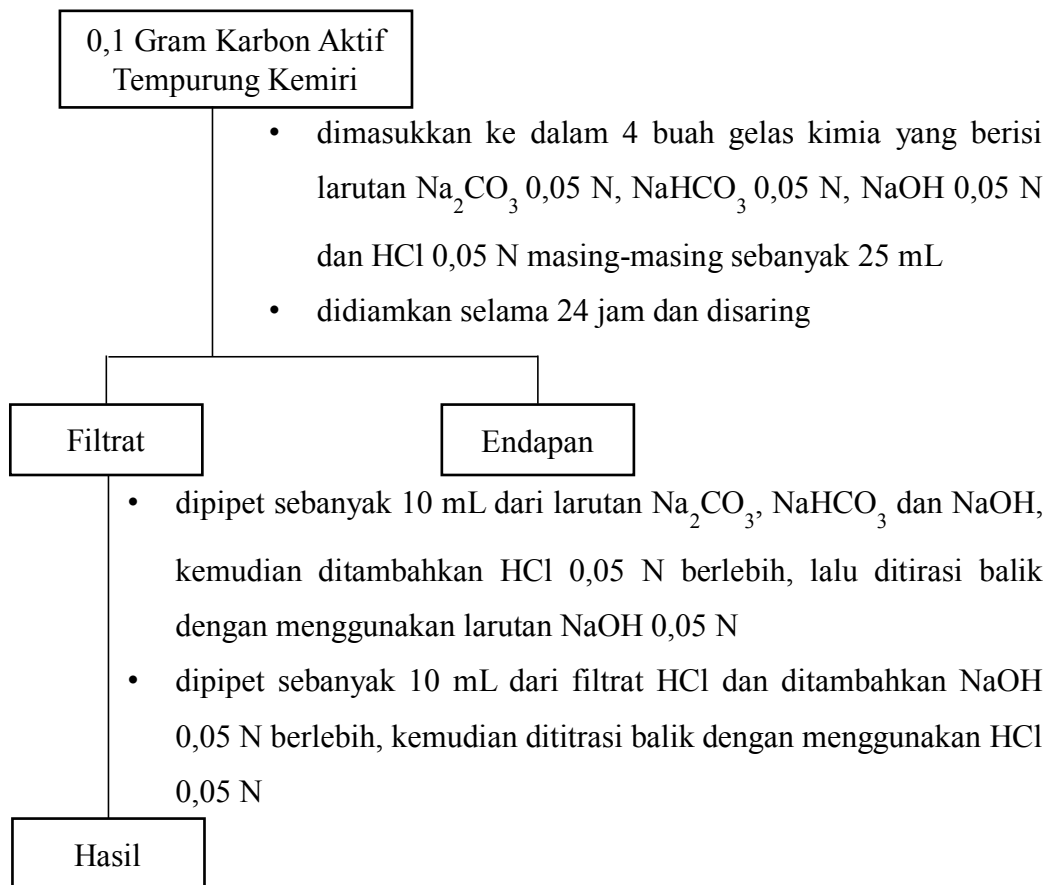 0,1 Gram Karbon Aktif
Tempurung Kemiri
• dimasukkan ke dalam 4 buah gelas kimia yang berisi
larutan Na₂CO₃ 0,05 N, NaHCO₃ 0,05 N, NaOH 0,05 N
dan HCl 0,05 N masing-masing sebanyak 25 mL
• didiamkan selama 24 jam dan disaring
Filtrat
Endapan
• dipipet sebanyak 10 mL dari larutan Na₂CO₃, NaHCO₃ dan NaOH,
kemudian ditambahkan HCl 0,05 N berlebih, lalu ditirasi balik
dengan menggunakan larutan NaOH 0,05 N
• dipipet sebanyak 10 mL dari filtrat HCl dan ditambahkan NaOH
0,05 N berlebih, kemudian dititrasi balik dengan menggunakan HCl
0,05 N
Hasil